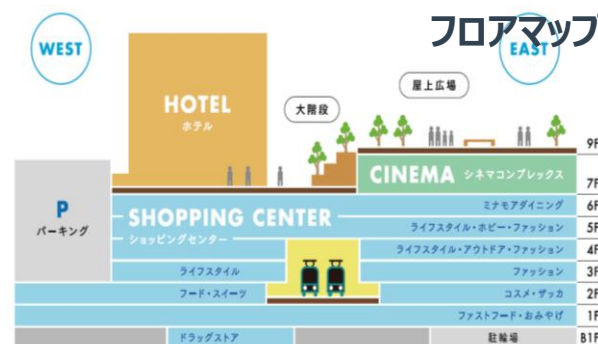 フロアマップ
WEST
EAST
HOTEL
ホテル
大階段
屋上広場
9F
CINEMA シネマコンプレックス
7F
P
パーキング
SHOPPING CENTER
ショッピングセンター
ミナモアダイニング
6F
ライフスタイル・ホビー・ファッション
5F
ライフスタイル・アウトドア・ファッション
4F
ライフスタイル
ファッション
3F
フード・スイーツ
コスメ・ザッカ
2F
ファストフード・おみやげ
1F
ドラッグストア
駐輪場
B1F